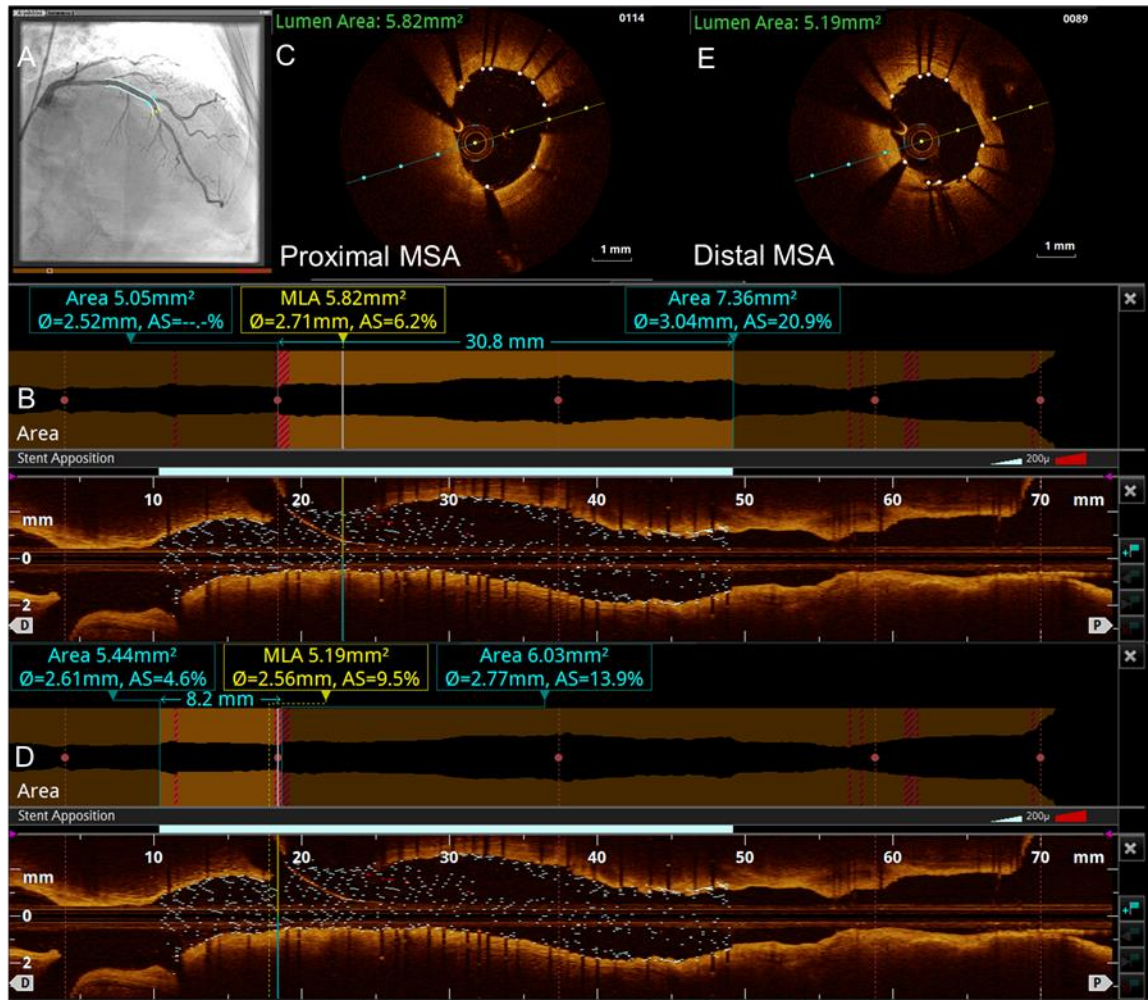 A
Lumen Area: 5.82mm²
0114
C
1 mm
Proximal MSA
Lumen Area: 5.19mm²
0089
E
1 mm
Distal MSA
Area 5.05mm²
Ø=2.52mm, AS=--.-%
MLA 5.82mm²
Ø=2.71mm, AS=6.2%
Area 7.36mm²
Ø=3.04mm, AS=20.9%
30.8 mm
B
Area
Stent Apposition
200µ
10 20 30 40 50 60 70 mm
mm
0
2
D
P
Area 5.44mm²
Ø=2.61mm, AS=4.6%
MLA 5.19mm²
Ø=2.56mm, AS=9.5%
Area 6.03mm²
Ø=2.77mm, AS=13.9%
8.2 mm
D
Area
Stent Apposition
200µ
10 20 30 40 50 60 70 mm
mm
0
2
D
P